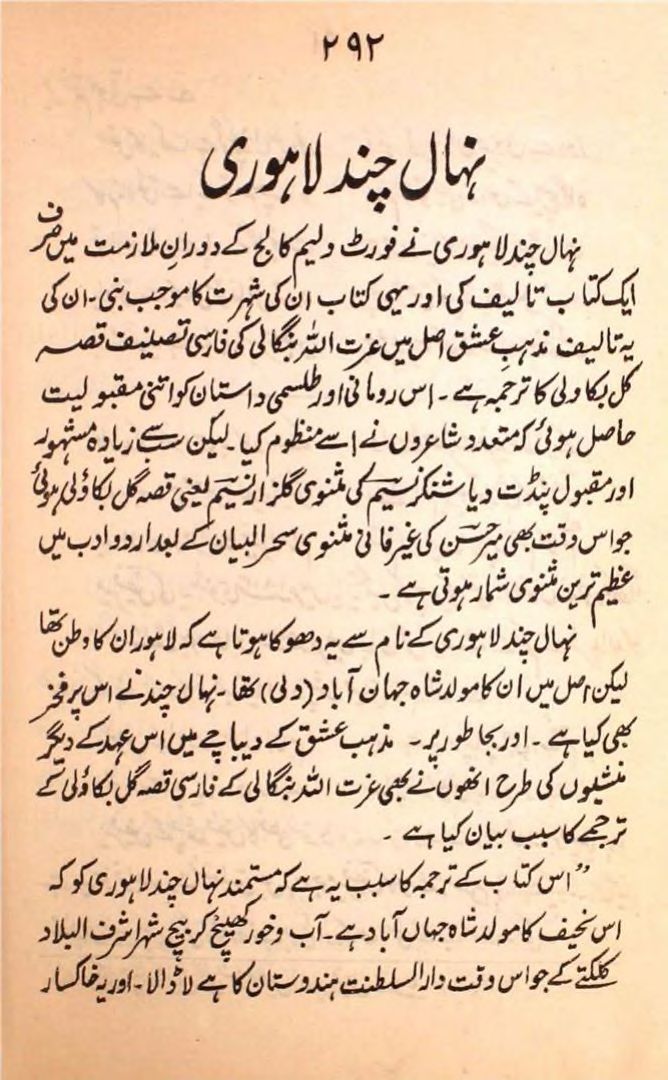 ۲۹۲
نہال چند لاہوری
نہال چند لاہوری نے فورٹ ولیم کالج کے دورانِ ملازمت میں صرف
ایک کتاب تالیف کی اور یہی کتاب ان کی شہرت کا موجب بنی۔ ان کی
یہ تالیف مذہبِ عشق اصل میں عزت اللہ بنگالی کی فارسی تصنیف قصہ
گل بکاولی کا ترجمہ ہے۔ اس رومانی اور طلسمی داستان کو اتنی مقبولیت
حاصل ہوئی کہ متعدد شاعروں نے اسے منظوم کیا۔ لیکن سب سے زیادہ مشہور
اور مقبول پنڈت دیا شنکر نسیم کی مثنوی گلزار نسیم یعنی قصہ گل بکاؤلی ہوئی
جو اس وقت بھی میر حسن کی غیر فانی مثنوی سحر البیان کے بعد اردو ادب میں
عظیم ترین مثنوی شمار ہوتی ہے ۔
نہال چند لاہوری کے نام سے یہ دھوکا ہوتا ہے کہ لاہور ان کا وطن تھا
لیکن اصل میں ان کا مولد شاہ جہان آباد (دلی) تھا۔ نہال چند نے اس پر فخر
بھی کیا ہے ۔ اور بجا طور پر۔ مذہب عشق کے دیباچے میں اس عہد کے دیگر
منشیوں کی طرح انھوں نے بھی عزت اللہ بنگالی کے فارسی قصہ گل بکاؤلی کے
ترجمے کا سبب بیان کیا ہے ۔
"اس کتاب کے ترجمہ کا سبب یہ ہے کہ مستمند نہال چند لاہوری کو کہ
اس نحیف کا مولد شاہ جہاں آباد ہے۔ آب و خور کھینچ کر بیچ شہر اشرف البلاد
کلکتے کے جو اس وقت دار السلطنت ہندوستان کا ہے لا ڈالا۔ اور یہ خاکسار